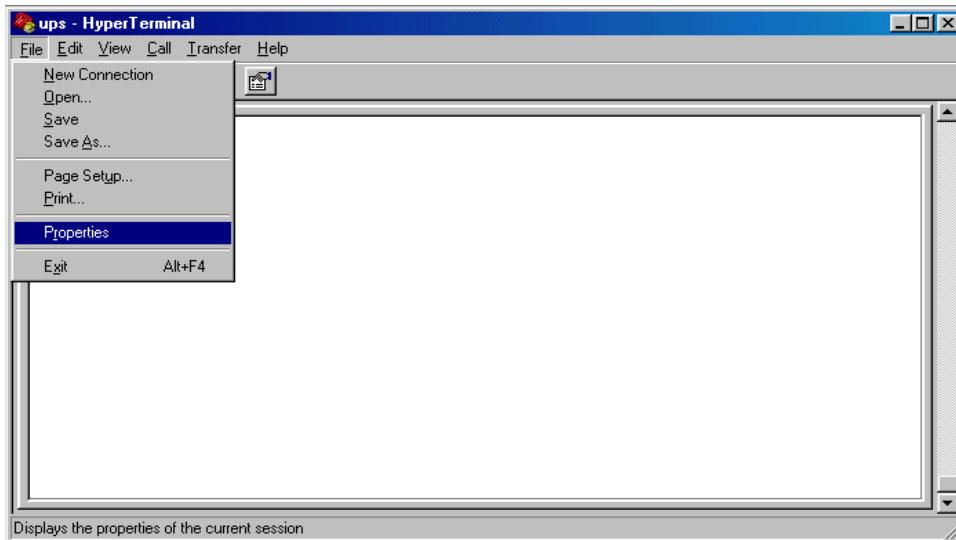 ups - HyperTerminal
File Edit View Call Transfer Help
New Connection
Open...
Save
Save As...
Page Setup...
Print...
Properties
Exit Alt+F4
Displays the properties of the current session